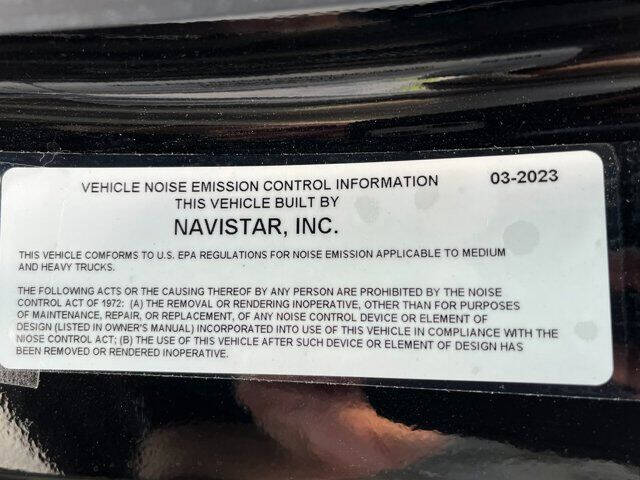 VEHICLE NOISE EMISSION CONTROL INFORMATION 03-2023
THIS VEHICLE BUILT BY
NAVISTAR, INC.
THIS VEHICLE COMFORMS TO U.S. EPA REGULATIONS FOR NOISE EMISSION APPLICABLE TO MEDIUM
AND HEAVY TRUCKS.
THE FOLLOWING ACTS OR THE CAUSING THEREOF BY ANY PERSON ARE PROHIBITED BY THE NOISE
CONTROL ACT OF 1972: (A) THE REMOVAL OR RENDERING INOPERATIVE, OTHER THAN FOR PURPOSES
OF MAINTENANCE, REPAIR, OR REPLACEMENT, OF ANY NOISE CONTROL DEVICE OR ELEMENT OF
DESIGN (LISTED IN OWNER'S MANUAL) INCORPORATED INTO USE OF THIS VEHICLE IN COMPLIANCE WITH THE
NIOSE CONTROL ACT; (B) THE USE OF THIS VEHICLE AFTER SUCH DEVICE OR ELEMENT OF DESIGN HAS
BEEN REMOVED OR RENDERED INOPERATIVE.